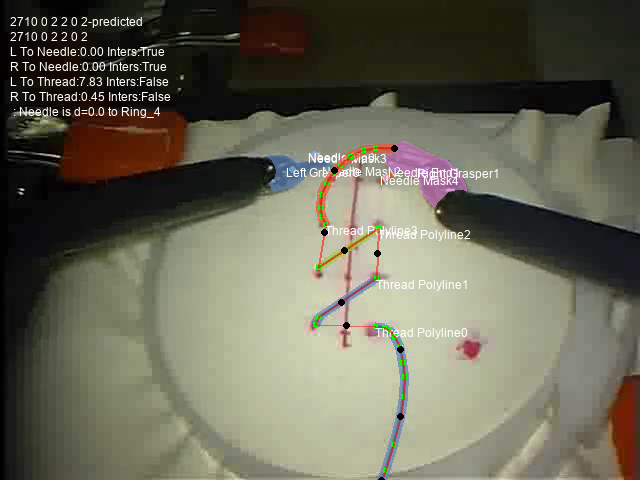 2710 0 2 2 0 2-predicted
2710 0 2 2 0 2
L To Needle:0.00 Inters:True
R To Needle:0.00 Inters:True
L To Thread:7.83 Inters:False
R To Thread:0.45 Inters:False
: Needle is d=0.0 to Ring_4
Needle Mask3
Needle Mask4
Thread Polyline3
Thread Polyline2
Thread Polyline1
Thread Polyline0